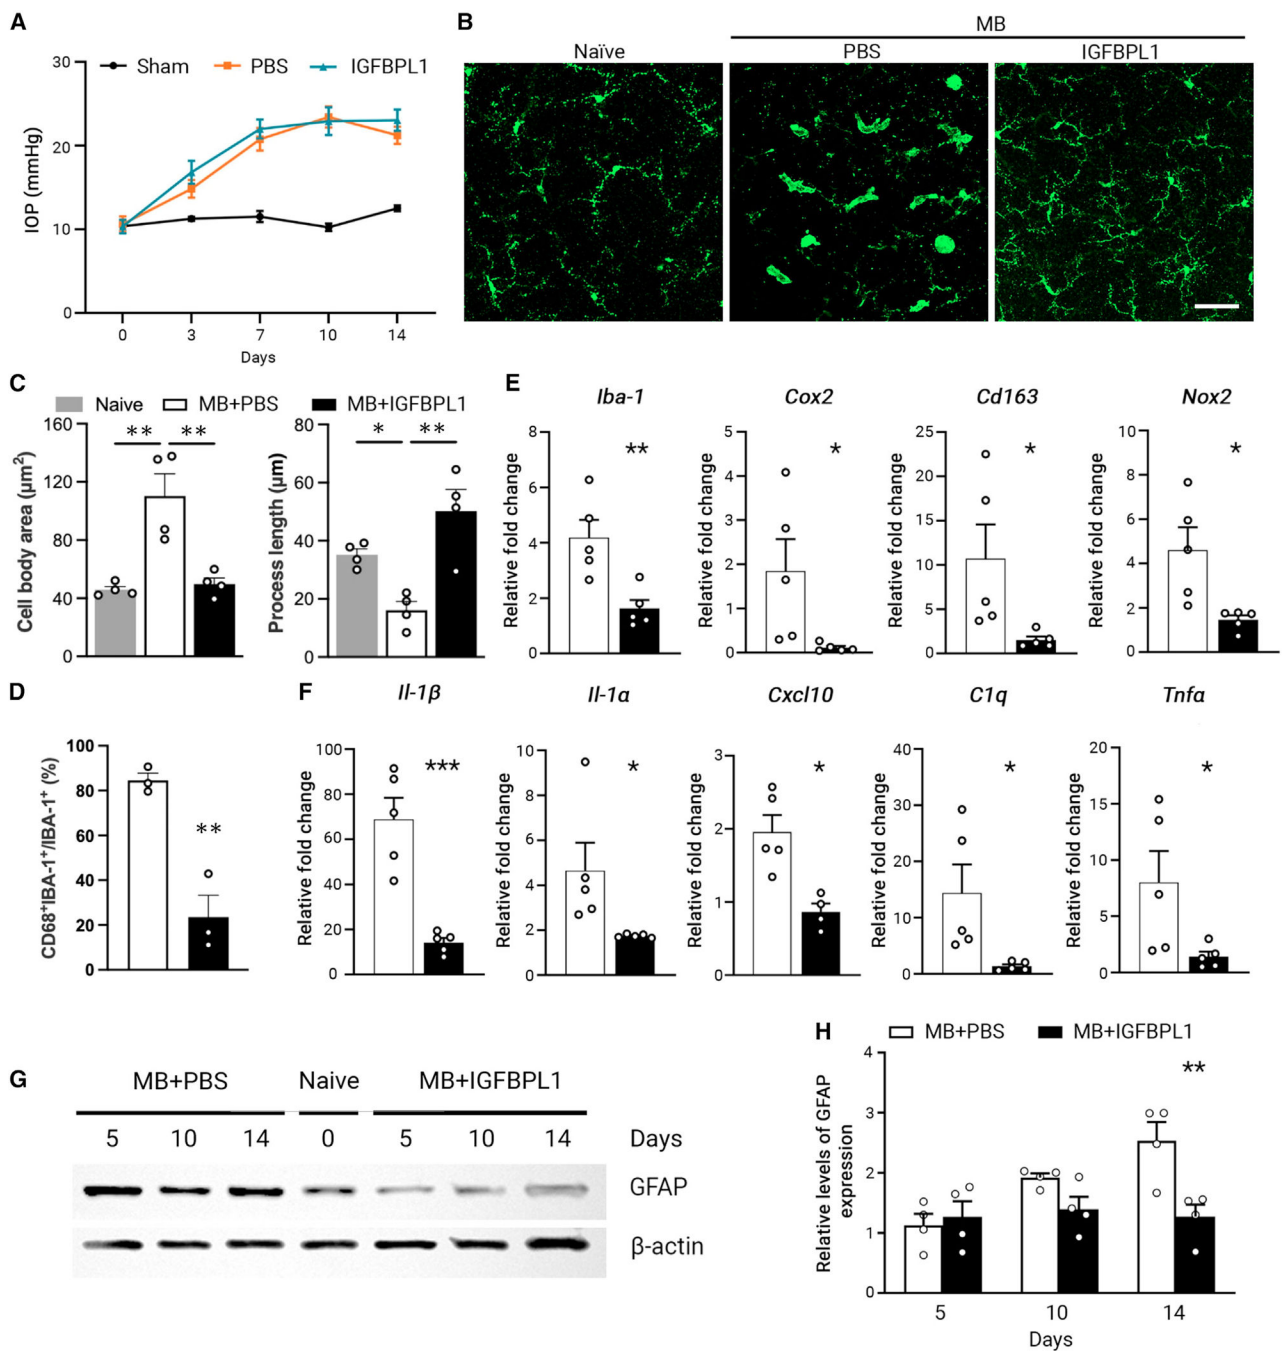 A
Sham PBS IGFBPL1
IOP (mmHg)
30
20
10
0
0 3 7 10 14
Days
B
MB
Naïve PBS IGFBPL1
C
Naive MB+PBS MB+IGFBPL1
Cell body area (µm²)
160
120
80
40
0
** **
Process length (µm)
80
60
40
20
0
* **
E
Iba-1
Relative fold change
8
6
4
2
0
**
Cox2
Relative fold change
5
4
3
2
1
0
*
Cd163
Relative fold change
25
20
15
10
5
0
*
Nox2
Relative fold change
10
8
6
4
2
0
*
D
CD68⁺IBA-1⁺/IBA-1⁺ (%)
100
80
60
40
20
0
**
F
Il-1β
Relative fold change
100
80
60
40
20
0
***
Il-1α
Relative fold change
10
8
6
4
2
0
*
Cxcl10
Relative fold change
3
2
1
0
*
C1q
Relative fold change
40
30
20
10
0
*
Tnfα
Relative fold change
20
15
10
5
0
*
G
MB+PBS Naive MB+IGFBPL1
5 10 14 0 5 10 14 Days
GFAP
β-actin
H
MB+PBS MB+IGFBPL1
Relative levels of GFAP
expression
4
3
2
1
0
**
5 10 14
Days